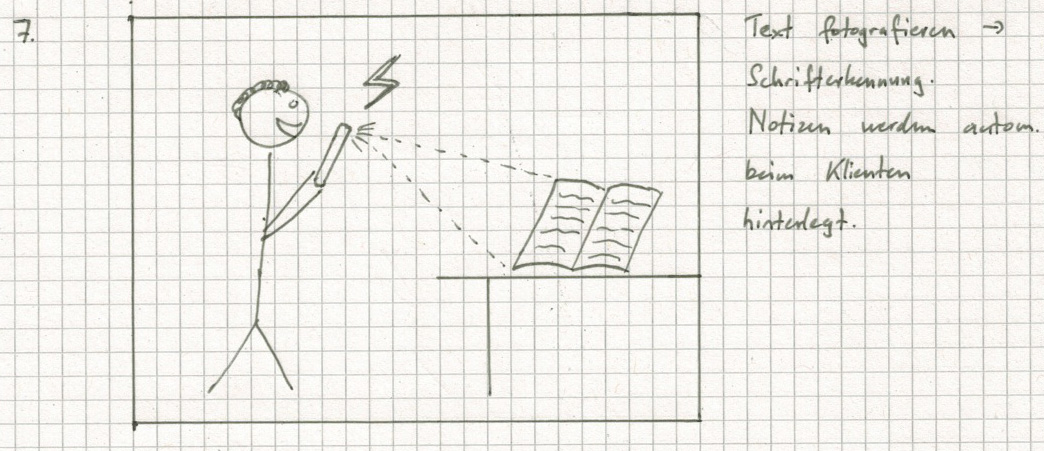 7.
Text fotografieren →
Schrifterkennung.
Notizen werden autom.
beim Klienten
hinterlegt.